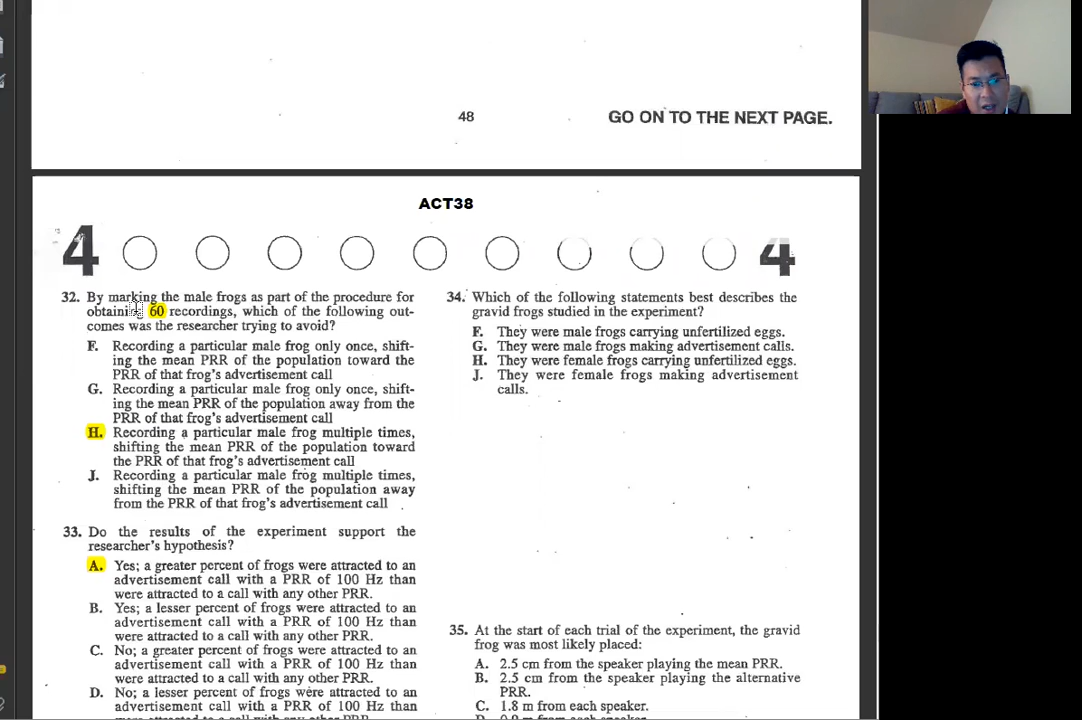 48
GO ON TO THE NEXT PAGE.
ACT38
4
4
32. By marking the male frogs as part of the procedure for
60 recordings, which of the following out-
comes was the researcher trying to avoid?
F. Recording a particular male frog only once, shift-
ing the mean PRR of the population toward the
PRR of that frog's advertisement call
G. Recording a particular male frog only once, shift-
ing the mean PRR of the population away from the
PRR of that frog's advertisement call
H. Recording a particular male frog multiple times,
shifting the mean PRR of the population toward
the PRR of that frog's advertisement call
J. Recording a particular male frog multiple times,
shifting the mean PRR of the population away
from the PRR of that frog's advertisement call
33. Do the results of the experiment support the
researcher's hypothesis?
A. Yes; a greater percent of frogs were attracted to an
advertisement call with a PRR of 100 Hz than
were attracted to a call with any other PRR.
B. Yes; a lesser percent of frogs were attracted to an
advertisement call with a PRR of 100 Hz than
were attracted to a call with any other PRR.
C. No; a greater percent of frogs were attracted to an
advertisement call with a PRR of 100 Hz than
were attracted to a call with any other PRR.
D. No; a lesser percent of frogs were attracted to an
advertisement call with a PRR of 100 Hz than
34. Which of the following statements best describes the
gravid frogs studied in the experiment?
F. They were male frogs carrying unfertilized eggs.
G. They were male frogs making advertisement calls.
H. They were female frogs carrying unfertilized eggs.
J. They were female frogs making advertisement
calls.
35. At the start of each trial of the experiment, the gravid
frog was most likely placed:
A. 2.5 cm from the speaker playing the mean PRR.
B. 2.5 cm from the speaker playing the alternative
PRR.
C. 1.8 m from each speaker.